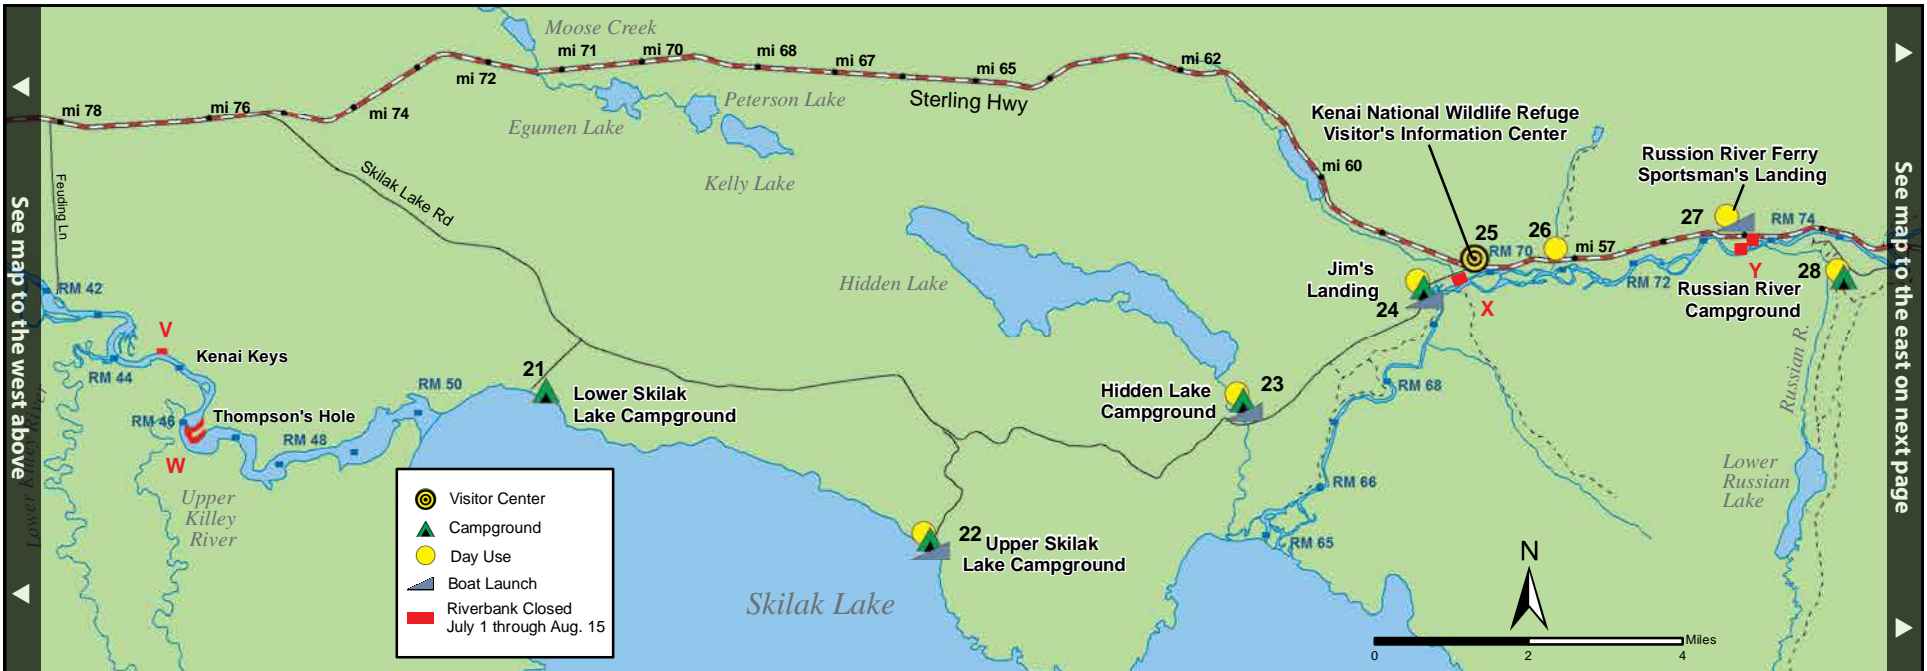 See map to the west above
Moose Creek
mi 78
mi 76
mi 74
mi 72
mi 71
mi 70
mi 68
mi 67
mi 65
mi 62
mi 60
mi 57
Sterling Hwy
Peterson Lake
Egumen Lake
Kelly Lake
Feuding Ln
Skilak Lake Rd
Kenai National Wildlife Refuge
Visitor's Information Center
Russion River Ferry
Sportsman's Landing
25
26
27
28
RM 70
RM 72
RM 74
Hidden Lake
Jim's
Landing
24
X
Y
Russian River
Campground
Russian R.
RM 42
V
Kenai Keys
RM 44
RM 46
Thompson's Hole
W
RM 48
RM 50
21
Lower Skilak
Lake Campground
Hidden Lake
Campground
23
RM 68
RM 66
RM 65
Lower
Russian
Lake
Lower Killey River
Upper
Killey
River
22
Upper Skilak
Lake Campground
Skilak Lake
Visitor Center
Campground
Day Use
Boat Launch
Riverbank Closed
July 1 through Aug. 15
N
Miles
0
2
4
See map to the east on next page